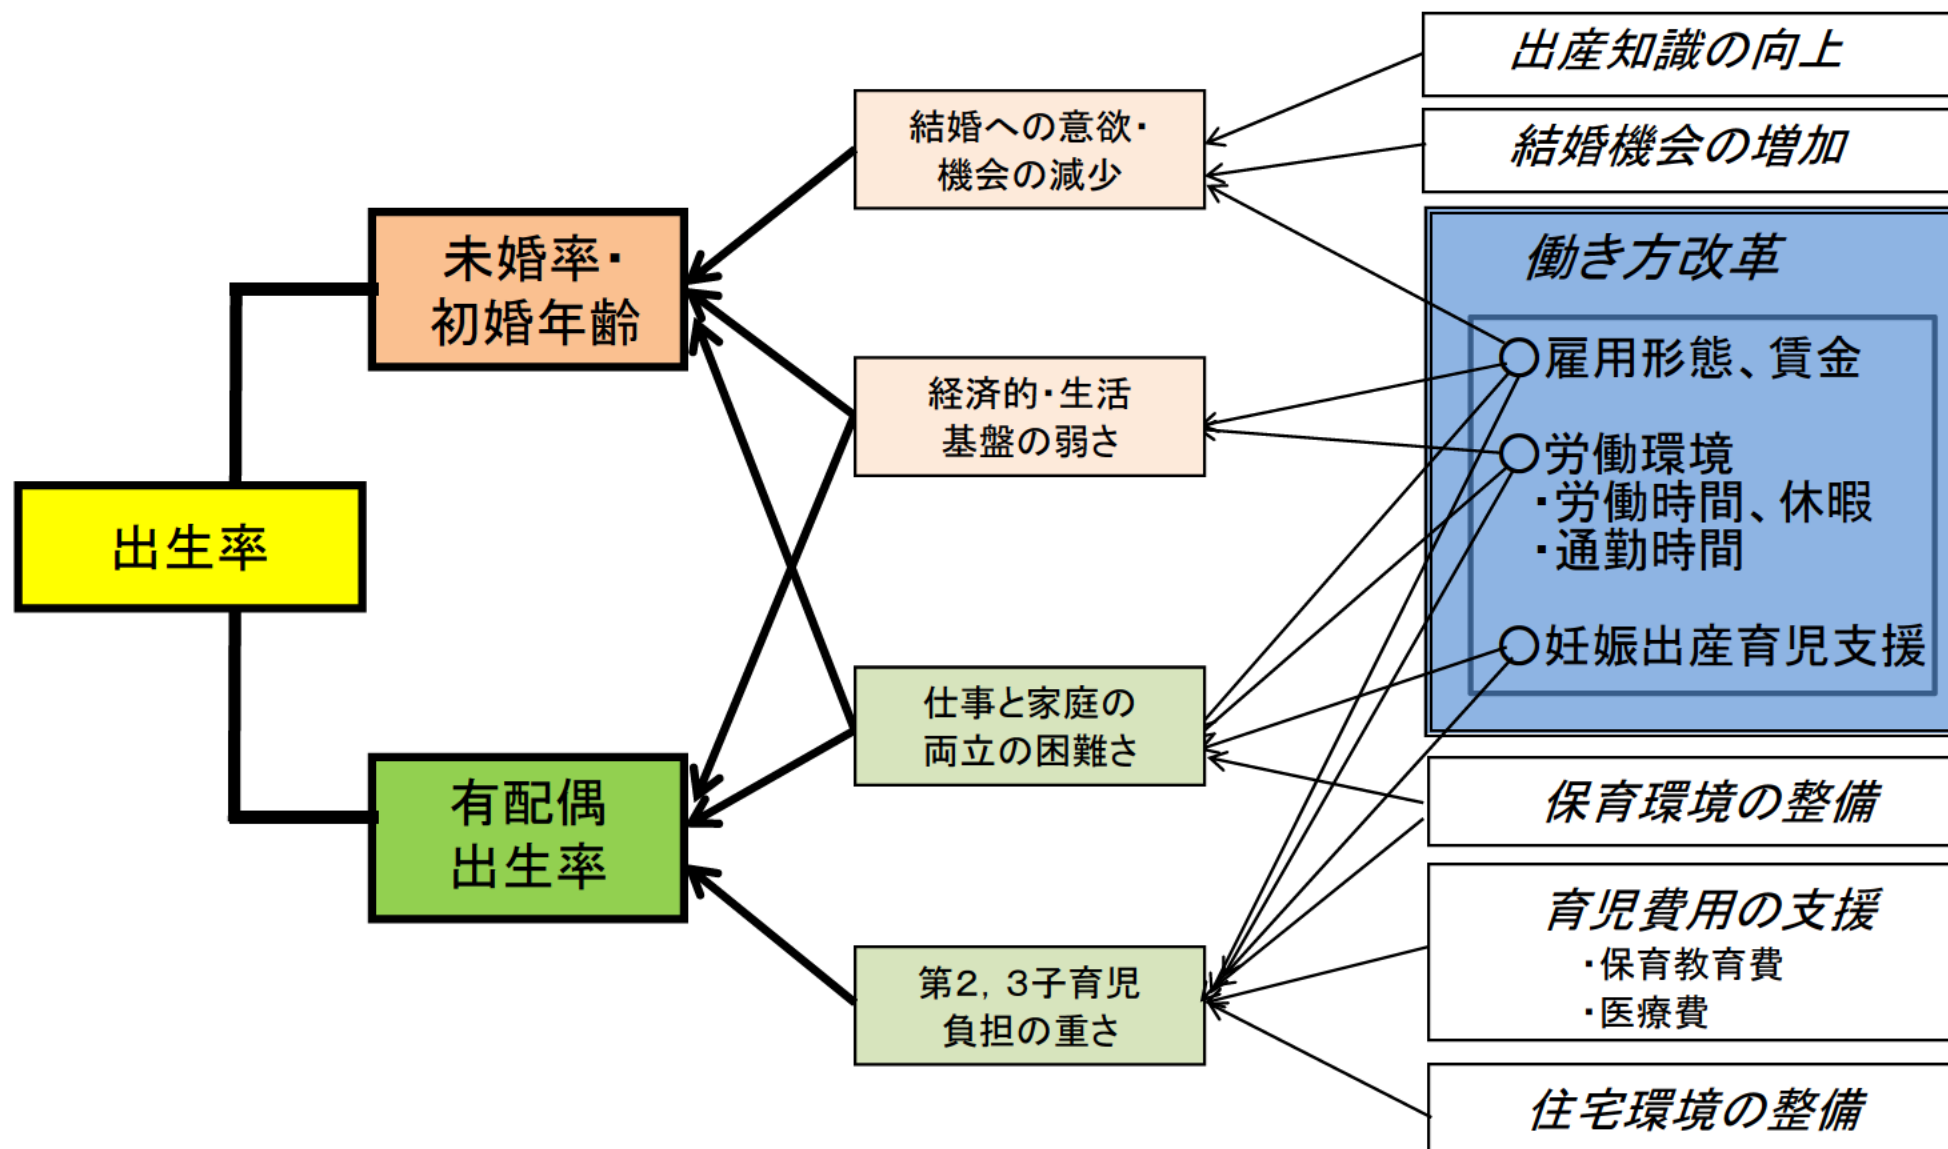 出生率
未婚率・
初婚年齢
有配偶
出生率
結婚への意欲・
機会の減少
経済的・生活
基盤の弱さ
仕事と家庭の
両立の困難さ
第2，3子育児
負担の重さ
出産知識の向上
結婚機会の増加
働き方改革
○雇用形態、賃金
○労働環境
・労働時間、休暇
・通勤時間
○妊娠出産育児支援
保育環境の整備
育児費用の支援
・保育教育費
・医療費
住宅環境の整備